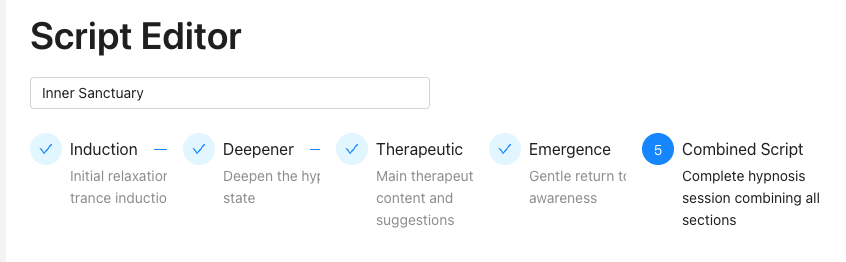 Script Editor
Inner Sanctuary
Induction
Initial relaxation
trance induction
Deepener
Deepen the hyp
state
Therapeutic
Main therapeut
content and
suggestions
Emergence
Gentle return to
awareness
5 Combined Script
Complete hypnosis
session combining all
sections